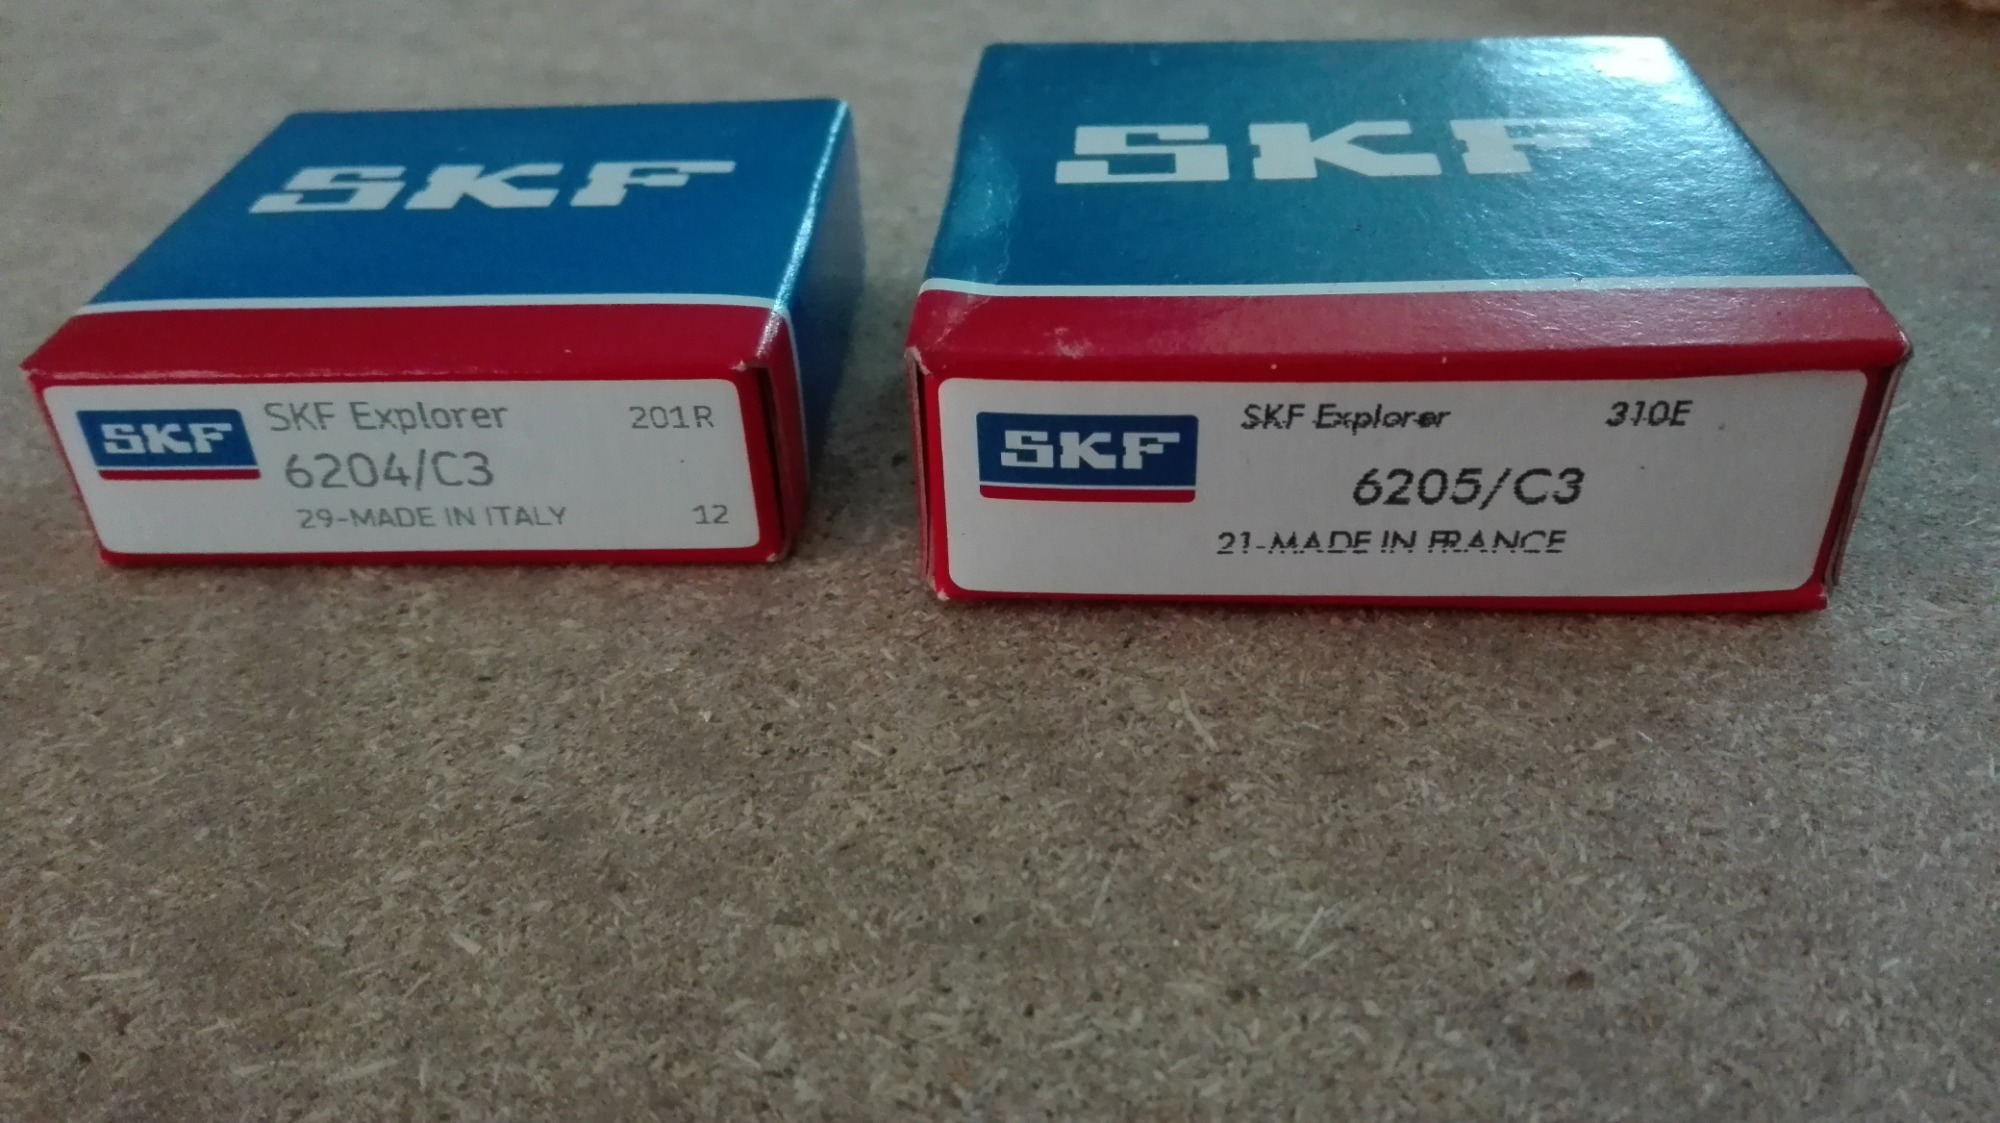 SKF
SKF
SKF
SKF Explorer 201R
6204/C3
29-MADE IN ITALY 12
SKF
SKF Explorer 310E
6205/C3
21-MADE IN FRANCE